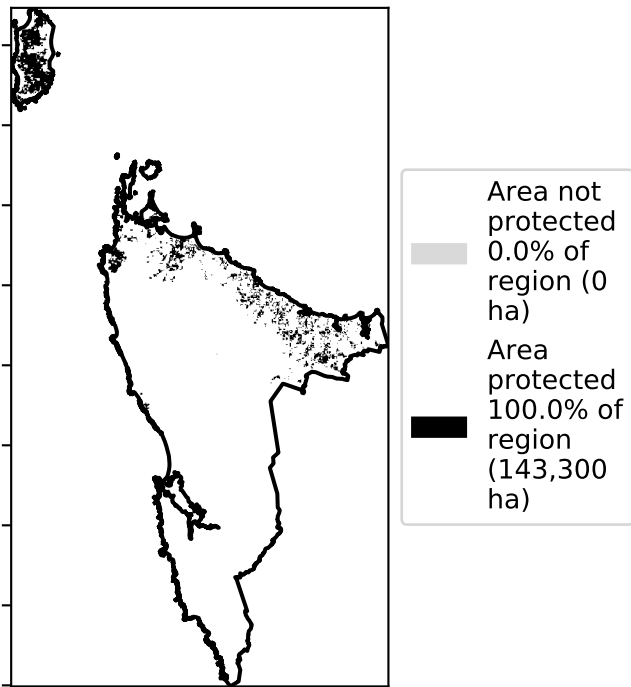 Area not
protected
0.0% of
region (0
ha)
Area
protected
100.0% of
region
(143,300
ha)